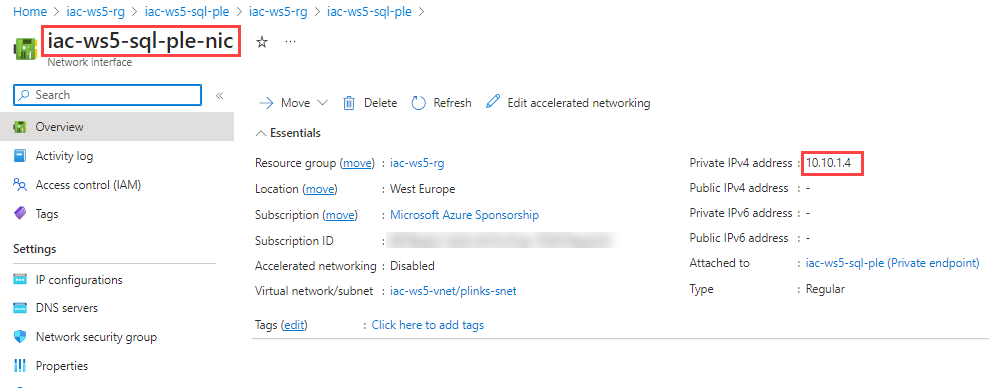 Home > iac-ws5-rg > iac-ws5-sql-ple > iac-ws5-rg > iac-ws5-sql-ple >
iac-ws5-sql-ple-nic
Network interface
Search
Overview
Activity log
Access control (IAM)
Tags
Settings
IP configurations
DNS servers
Network security group
Properties
Move
Delete
Refresh
Edit accelerated networking
Essentials
Resource group (move) : iac-ws5-rg
Location (move) : West Europe
Subscription (move) : Microsoft Azure Sponsorship
Subscription ID :
Accelerated networking : Disabled
Virtual network/subnet : iac-ws5-vnet/plinks-snet
Private IPv4 address : 10.10.1.4
Public IPv4 address : -
Private IPv6 address : -
Public IPv6 address : -
Attached to : iac-ws5-sql-ple (Private endpoint)
Type : Regular
Tags (edit) : Click here to add tags